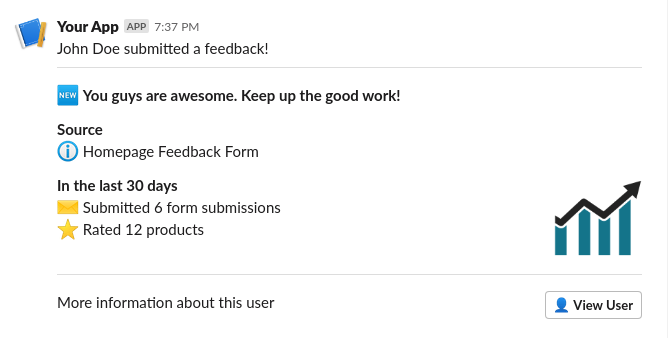 Your App APP 7:37 PM
John Doe submitted a feedback!
NEW You guys are awesome. Keep up the good work!
Source
Homepage Feedback Form
In the last 30 days
Submitted 6 form submissions
Rated 12 products
More information about this user
View User